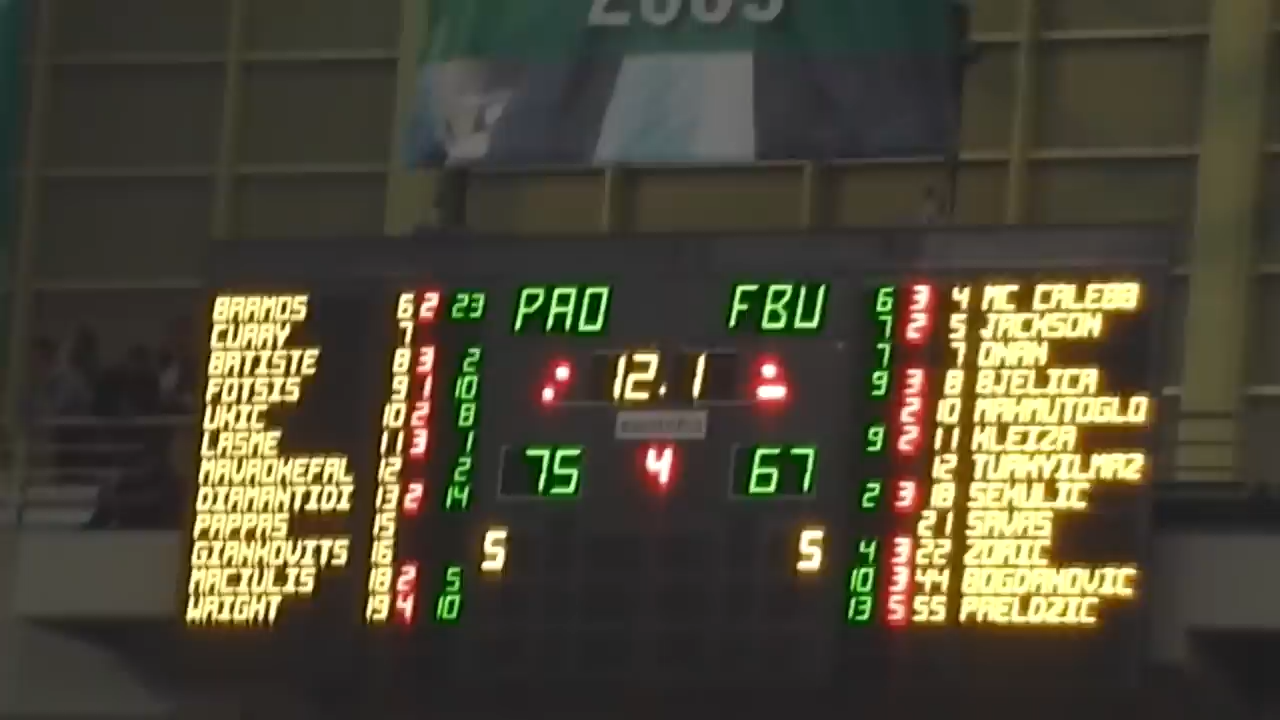 2009
PAO 12.1 FBU
75 4 67
5 5
BRAMOS 6 2 23
CURRY 7
BATISTE 8 3 2
FOTSIS 9 1 10
UKIC 10 2 8
LASME 11 3 1
MAVROKEFAL 12 2
DIAMANTIDI 13 2 14
PAPPAS 15
GIANKOVITS 16
MACIULIS 18 2 5
WRIGHT 19 4 10
6 3 4 MC CALEBB
7 2 5 JACKSON
7 7 ONAN
9 3 8 BJELICA
2 10 MAHMUTOGLO
9 2 11 KLEIZA
12 TURKYILMAZ
2 3 18 SEKULIC
21 SAVAS
4 3 22 ZORIC
10 3 44 BOGDANOVIC
13 5 55 PRELDZIC